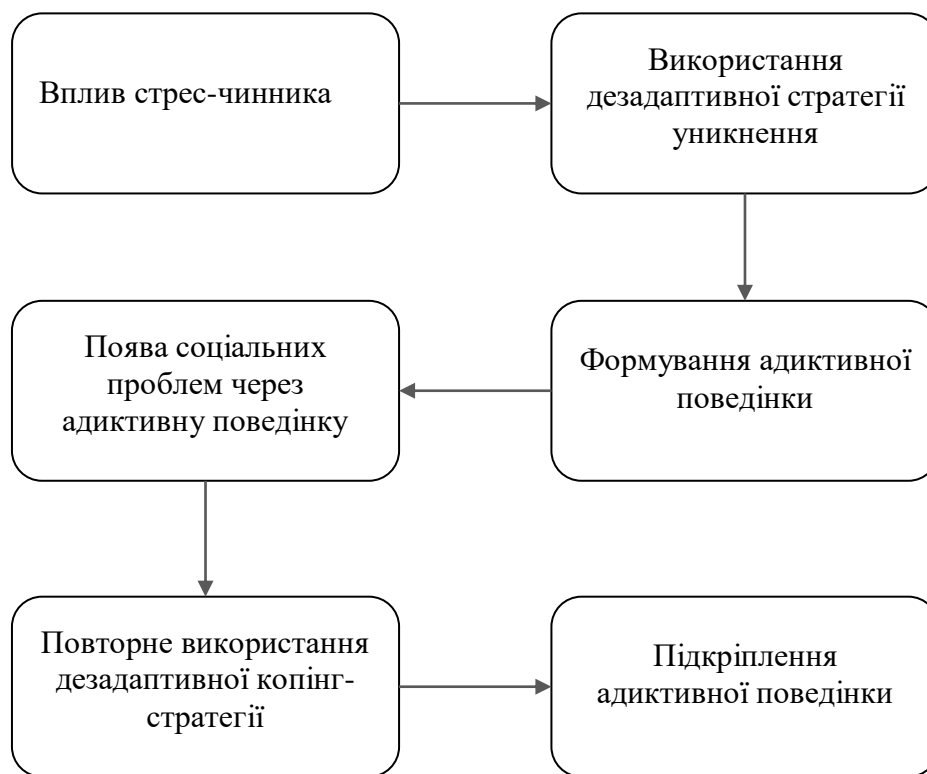 Вплив стрес-чинника
Використання
дезадаптивної стратегії
уникнення
Формування адиктивної
поведінки
Поява соціальних
проблем через
адиктивну поведінку
Повторне використання
дезадаптивної копінг-
стратегії
Підкріплення
адиктивної поведінки